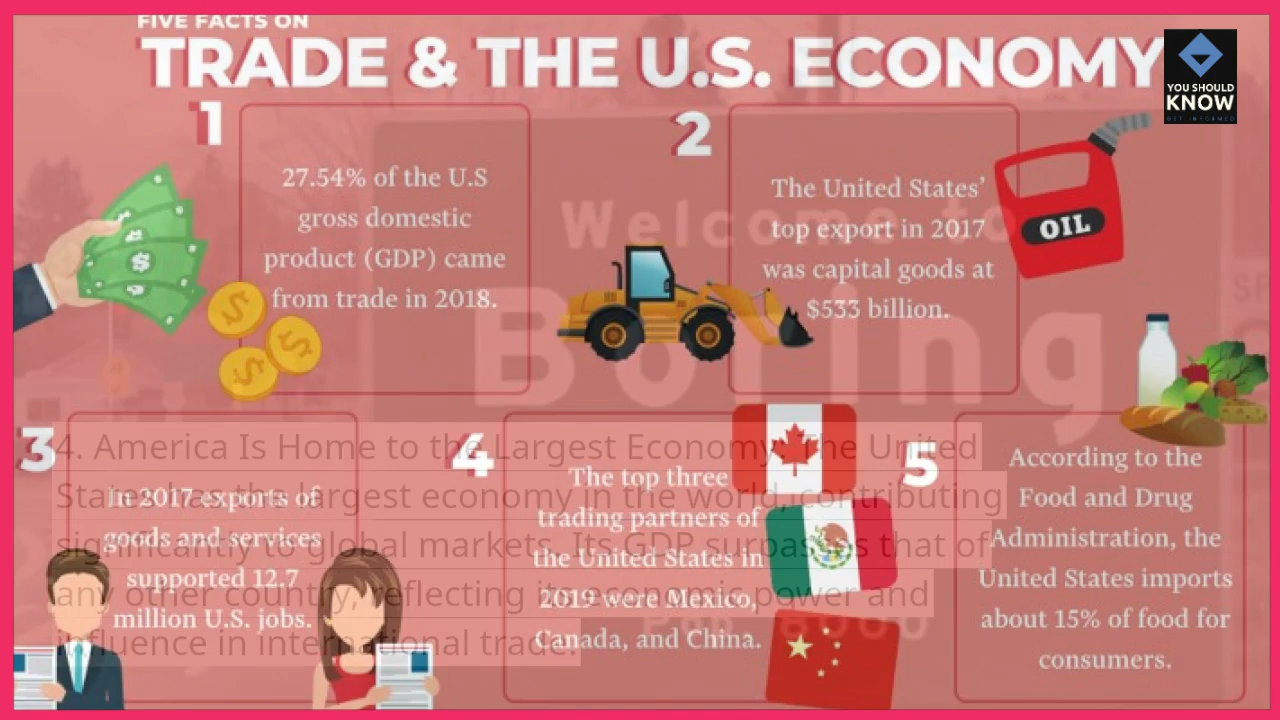 FIVE FACTS ON
TRADE & THE U.S. ECONOMY
YOU SHOULD
KNOW
GET INFORMED
1
27.54% of the U.S
gross domestic
product (GDP) came
from trade in 2018.
2
The United States’
top export in 2017
was capital goods at
$533 billion.
OIL
Welcome to
Boring
3
In 2017 exports of
goods and services
supported 12.7
million U.S. jobs.
4
The top three
trading partners of
the United States in
2019 were Mexico,
Canada, and China.
5
According to the
Food and Drug
Administration, the
United States imports
about 15% of food for
consumers.
4. America Is Home to the Largest Economy. The United
States has the largest economy in the world, contributing
significantly to global markets. Its GDP surpasses that of
any other country, reflecting its economic power and
influence in international trade.